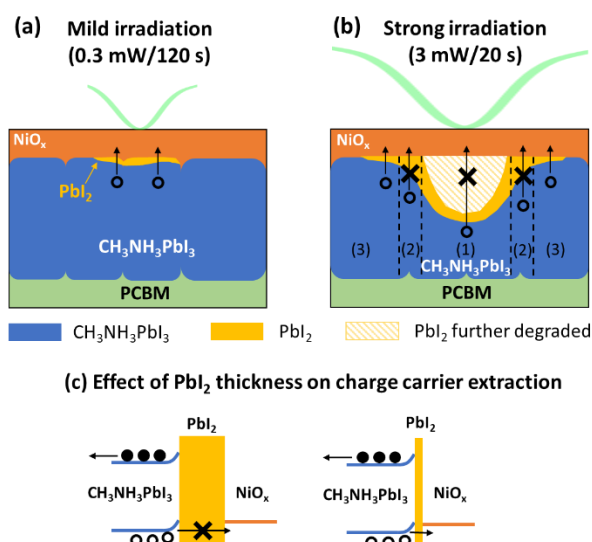 (a) Mild irradiation
(0.3 mW/120 s)
NiOₓ
PbI₂
CH₃NH₃PbI₃
PCBM
(b) Strong irradiation
(3 mW/20 s)
NiOₓ
(3) (2) (1) (2) (3)
CH₃NH₃PbI₃
PCBM
CH₃NH₃PbI₃ PbI₂ PbI₂ further degraded
(c) Effect of PbI₂ thickness on charge carrier extraction
PbI₂ PbI₂
CH₃NH₃PbI₃ NiOₓ CH₃NH₃PbI₃ NiOₓ